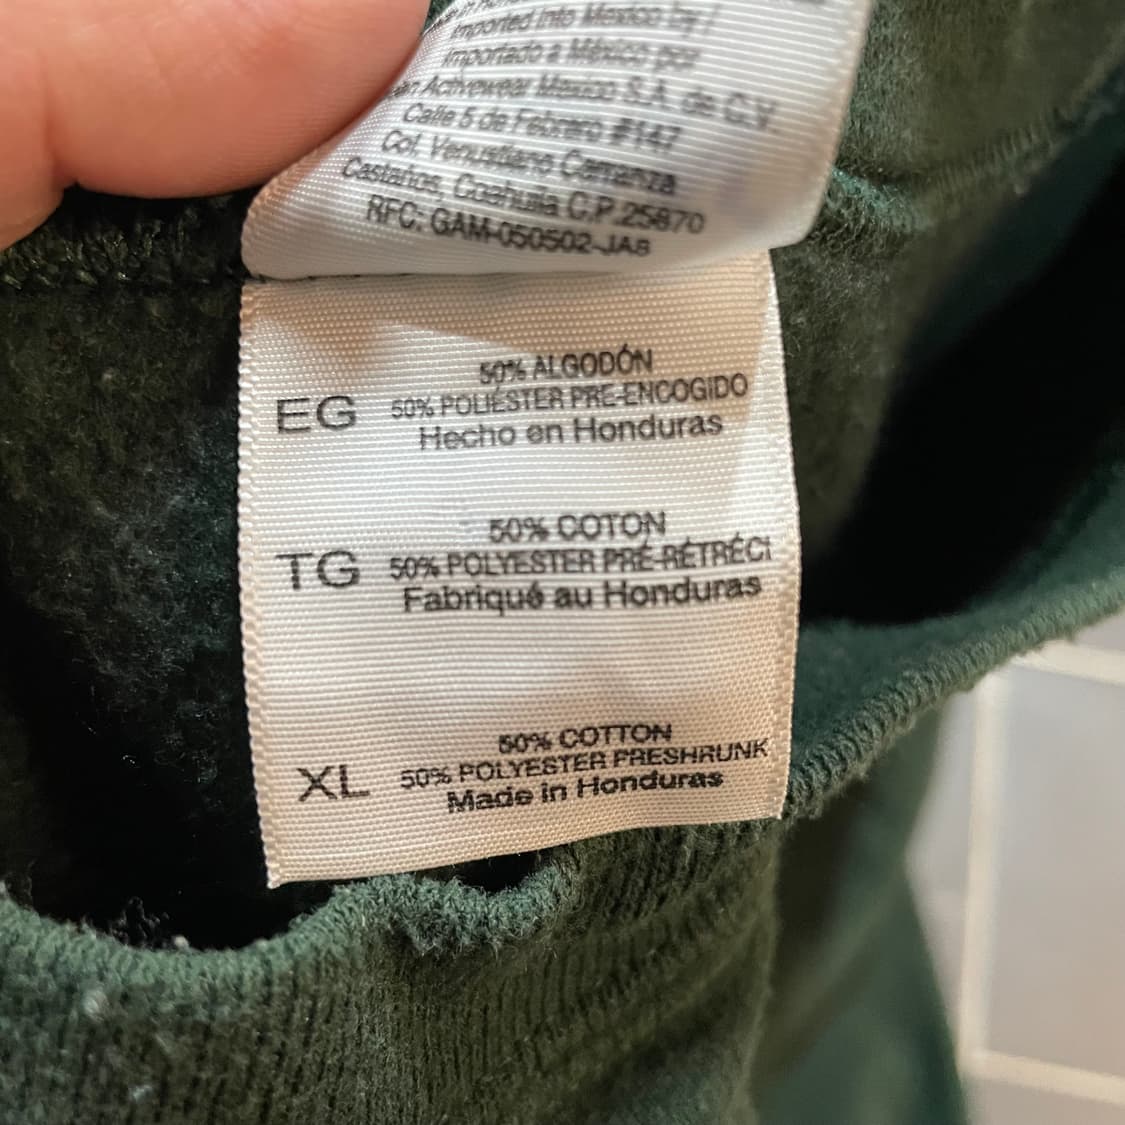 Imported into Mexico by /
Importado a México por
Activewear Mexico S.A. de C.V.
Calle 5 de Febrero #147
Col. Venustiano Carranza
Castaños, Coahuila C.P.25870
RFC: GAM-050502-JA8
50% ALGODÓN
EG 50% POLIÉSTER PRE-ENCOGIDO
Hecho en Honduras
50% COTON
TG 50% POLYESTER PRÉ-RÉTRÉCI
Fabriqué au Honduras
50% COTTON
XL 50% POLYESTER PRESHRUNK
Made in Honduras